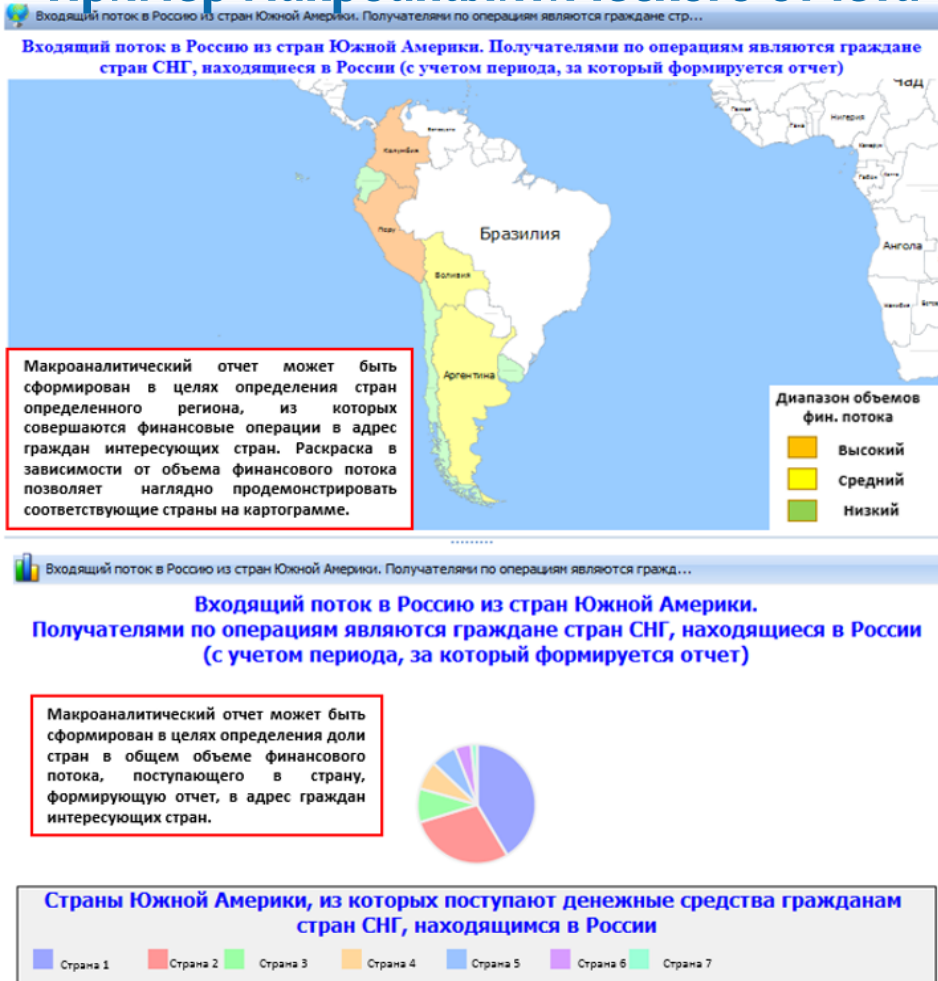 Пример макроаналитического отчета
Входящий поток в Россию из стран Южной Америки. Получателями по операциям являются граждане стр...
Входящий поток в Россию из стран Южной Америки. Получателями по операциям являются граждане
стран СНГ, находящиеся в России (с учетом периода, за который формируется отчет)
Чад
Нигерия
Гана
Камерун
Габон
Венесуэла
Колумбия
Перу
Бразилия
Ангола
Боливия
Намибия
Аргентина
Макроаналитический отчет может быть
сформирован в целях определения стран
определенного региона, из которых
совершаются финансовые операции в адрес
граждан интересующих стран. Раскраска в
зависимости от объема финансового потока
позволяет наглядно продемонстрировать
соответствующие страны на картограмме.
Диапазон объемов
фин. потока
Высокий
Средний
Низкий
Входящий поток в Россию из стран Южной Америки. Получателями по операциям являются гражд...
Входящий поток в Россию из стран Южной Америки.
Получателями по операциям являются граждане стран СНГ, находящиеся в России
(с учетом периода, за который формируется отчет)
Макроаналитический отчет может быть
сформирован в целях определения доли
стран в общем объеме финансового
потока, поступающего в страну,
формирующую отчет, в адрес граждан
интересующих стран.
Страны Южной Америки, из которых поступают денежные средства гражданам
стран СНГ, находящимся в России
Страна 1 Страна 2 Страна 3 Страна 4 Страна 5 Страна 6 Страна 7